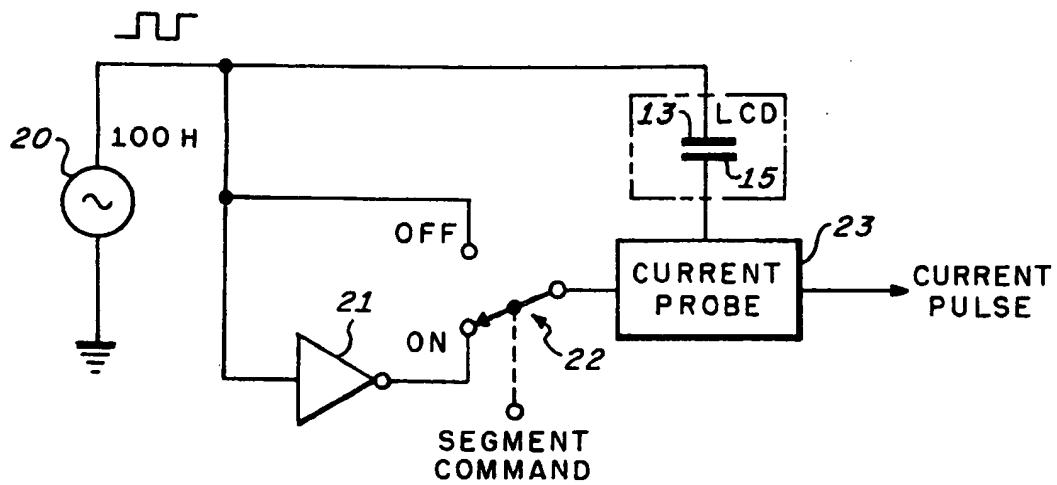 20
100 H
13
LCD
15
OFF
23
CURRENT
PROBE
CURRENT
PULSE
21
ON
22
SEGMENT
COMMAND